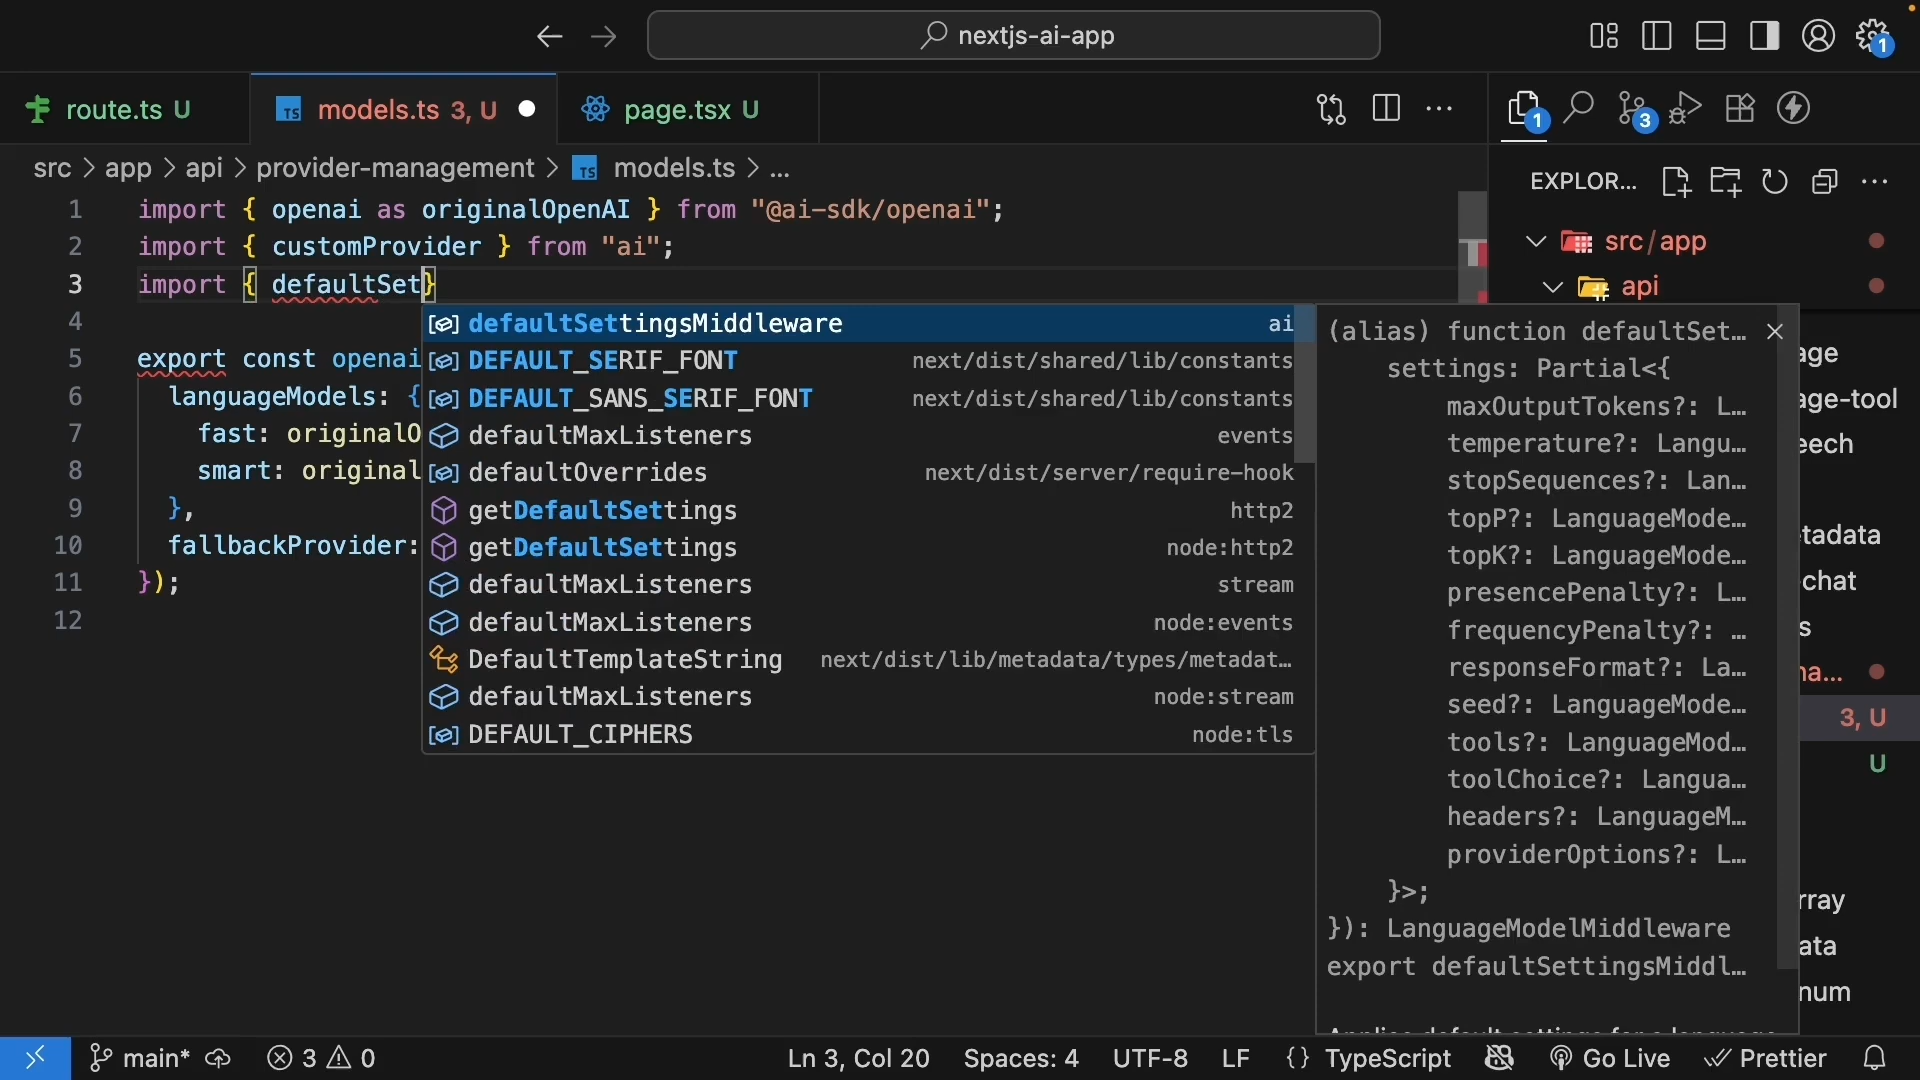 nextjs-ai-app
1
route.ts U
models.ts 3, U
page.tsx U
1
3
src > app > api > provider-management > TS models.ts > ...
EXPLOR...
1 import { openai as originalOpenAI } from "@ai-sdk/openai";
2 import { customProvider } from "ai";
3 import { defaultSet}
4
5 export const openai
6 languageModels: {
7 fast: originalO
8 smart: original
9 },
10 fallbackProvider:
11 });
12
defaultSettingsMiddleware ai
DEFAULT_SERIF_FONT next/dist/shared/lib/constants
DEFAULT_SANS_SERIF_FONT next/dist/shared/lib/constants
defaultMaxListeners events
defaultOverrides next/dist/server/require-hook
getDefaultSettings http2
getDefaultSettings node:http2
defaultMaxListeners stream
defaultMaxListeners node:events
DefaultTemplateString next/dist/lib/metadata/types/metadat...
defaultMaxListeners node:stream
DEFAULT_CIPHERS node:tls
(alias) function defaultSet...
settings: Partial<{
maxOutputTokens?: L...
temperature?: Langu...
stopSequences?: Lan...
topP?: LanguageMode...
topK?: LanguageMode...
presencePenalty?: L...
frequencyPenalty?: ...
responseFormat?: La...
seed?: LanguageMode...
tools?: LanguageMod...
toolChoice?: Langua...
headers?: LanguageM...
providerOptions?: L...
}>;
}): LanguageModelMiddleware
export defaultSettingsMiddl...
src/app
api
age
age-tool
eech
etadata
chat
s
na...
3, U
U
rray
ata
num
main*
3
0
Ln 3, Col 20
Spaces: 4
UTF-8
LF
{} TypeScript
Go Live
Prettier